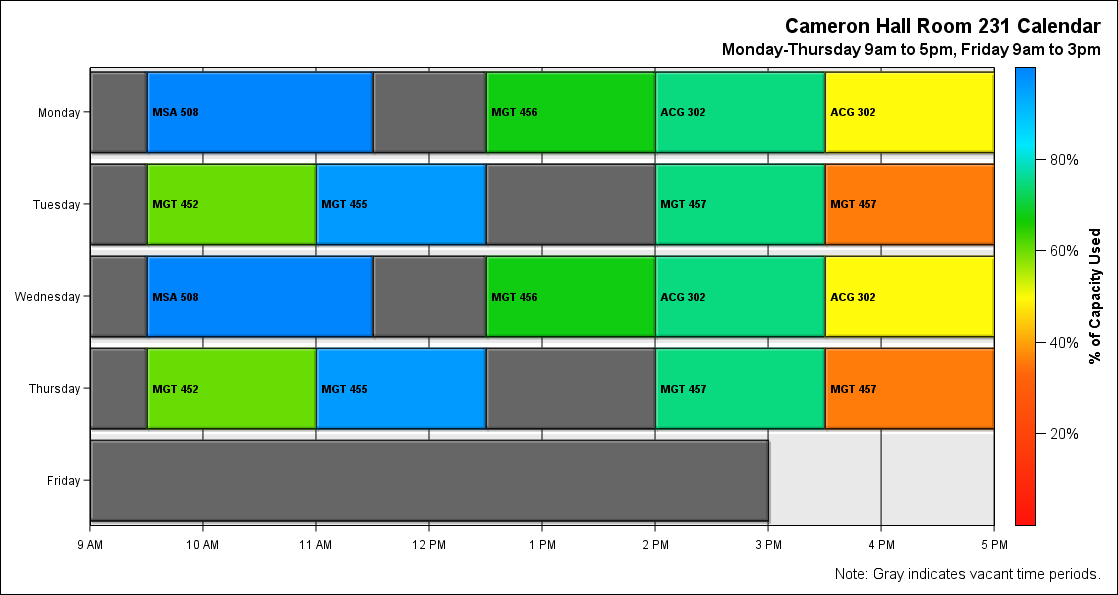 Cameron Hall Room 231 Calendar
Monday-Thursday 9am to 5pm, Friday 9am to 3pm
Monday
MSA 508
MGT 456
ACG 302
ACG 302
Tuesday
MGT 452
MGT 455
MGT 457
MGT 457
Wednesday
MSA 508
MGT 456
ACG 302
ACG 302
Thursday
MGT 452
MGT 455
MGT 457
MGT 457
Friday
9 AM
10 AM
11 AM
12 PM
1 PM
2 PM
3 PM
4 PM
5 PM
80%
60%
40%
20%
% of Capacity Used
Note: Gray indicates vacant time periods.